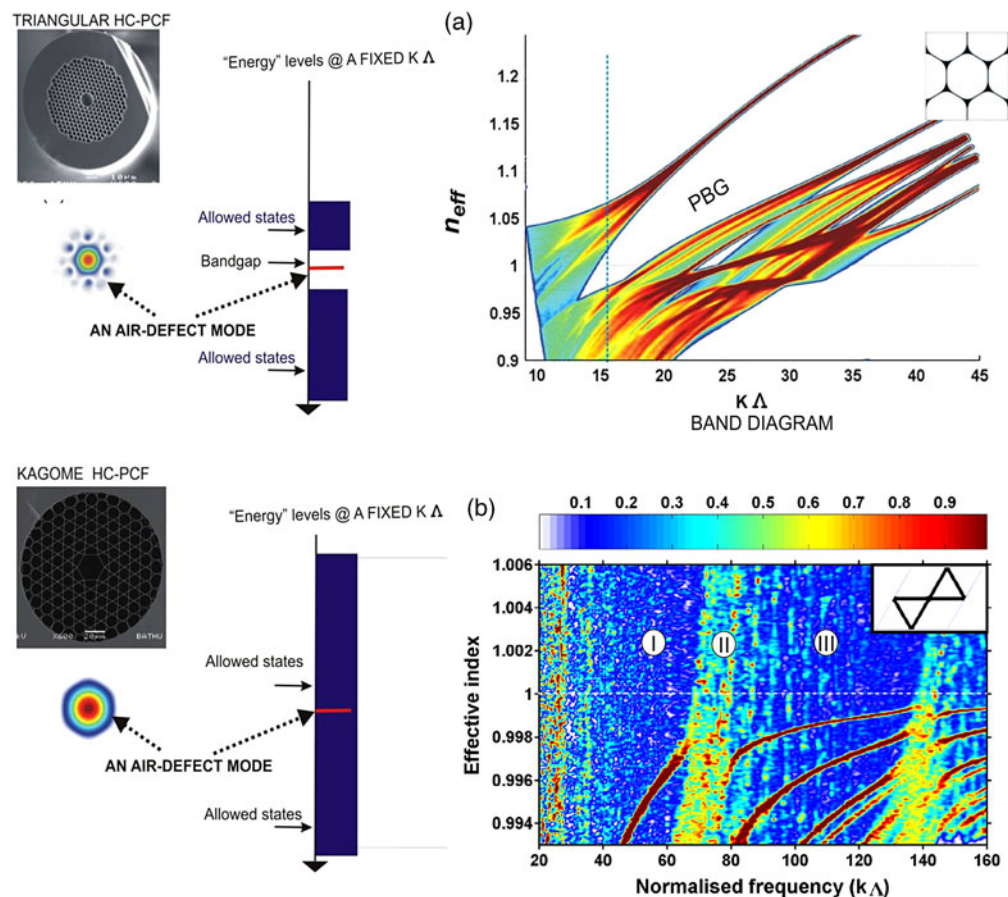 TRIANGULAR HC-PCF
10µm
"Energy" levels @ A FIXED K Λ
Allowed states
Bandgap
AN AIR-DEFECT MODE
Allowed states
(a)
n_eff
1.2
1.15
1.1
1.05
1
0.95
0.9
PBG
10 15 20 25 30 35 40 45
K Λ
BAND DIAGRAM
KAGOME HC-PCF
kV X600 20µm BATHU
"Energy" levels @ A FIXED K Λ
Allowed states
AN AIR-DEFECT MODE
Allowed states
(b)
0.1 0.2 0.3 0.4 0.5 0.6 0.7 0.8 0.9
Effective index
1.006
1.004
1.002
1
0.998
0.996
0.994
I II III
20 40 60 80 100 120 140 160
Normalised frequency (kΛ)